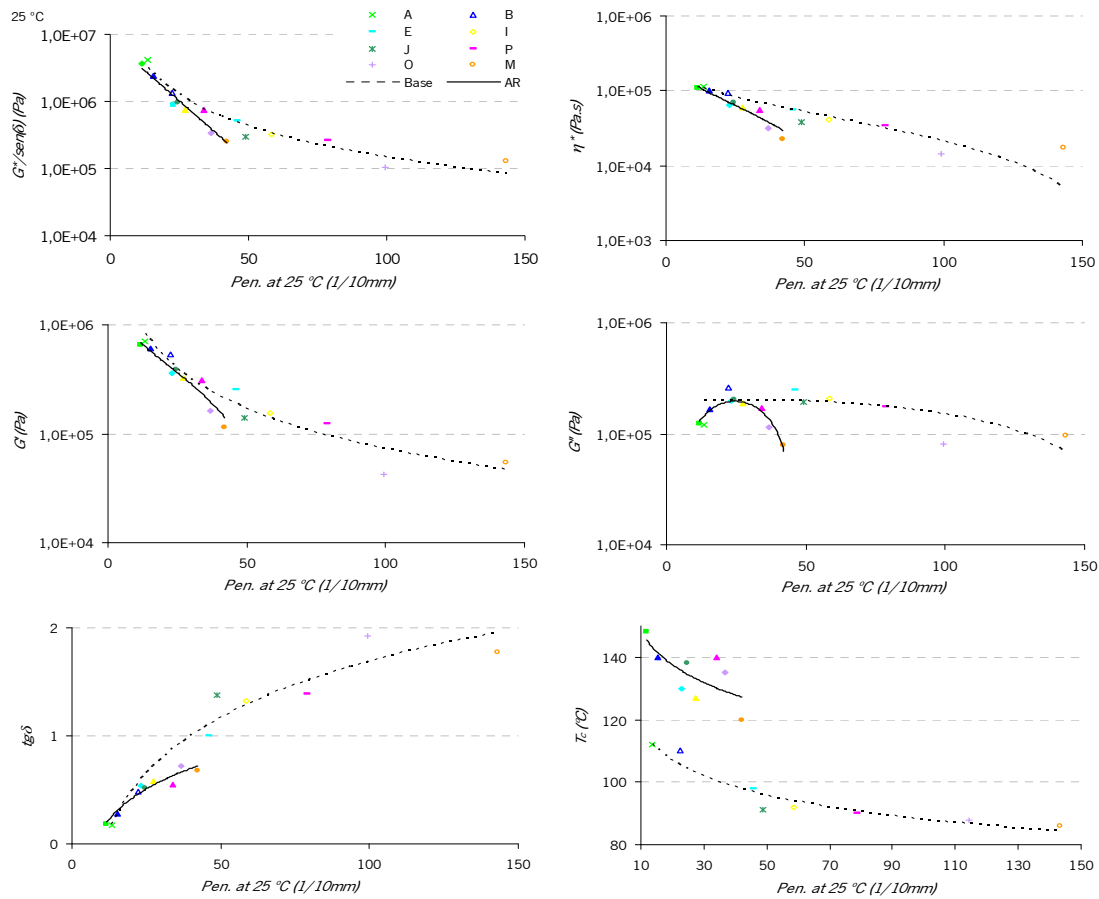 25 °C
A B
E I
J P
O M
Base AR
1,0E+07
1,0E+06
1,0E+05
1,0E+04
G*/sen(δ) (Pa)
0 50 100 150
Pen. at 25 °C (1/10mm)
1,0E+06
1,0E+05
1,0E+04
1,0E+03
η* (Pa.s)
0 50 100 150
Pen. at 25 °C (1/10mm)
1,0E+06
1,0E+05
1,0E+04
G' (Pa)
0 50 100 150
Pen. at 25 °C (1/10mm)
1,0E+06
1,0E+05
1,0E+04
G'' (Pa)
0 50 100 150
Pen. at 25 °C (1/10mm)
2
1
0
tgδ
0 50 100 150
Pen. at 25 °C (1/10mm)
140
120
100
80
Tc (°C)
10 30 50 70 90 110 130 150
Pen. at 25 °C (1/10mm)